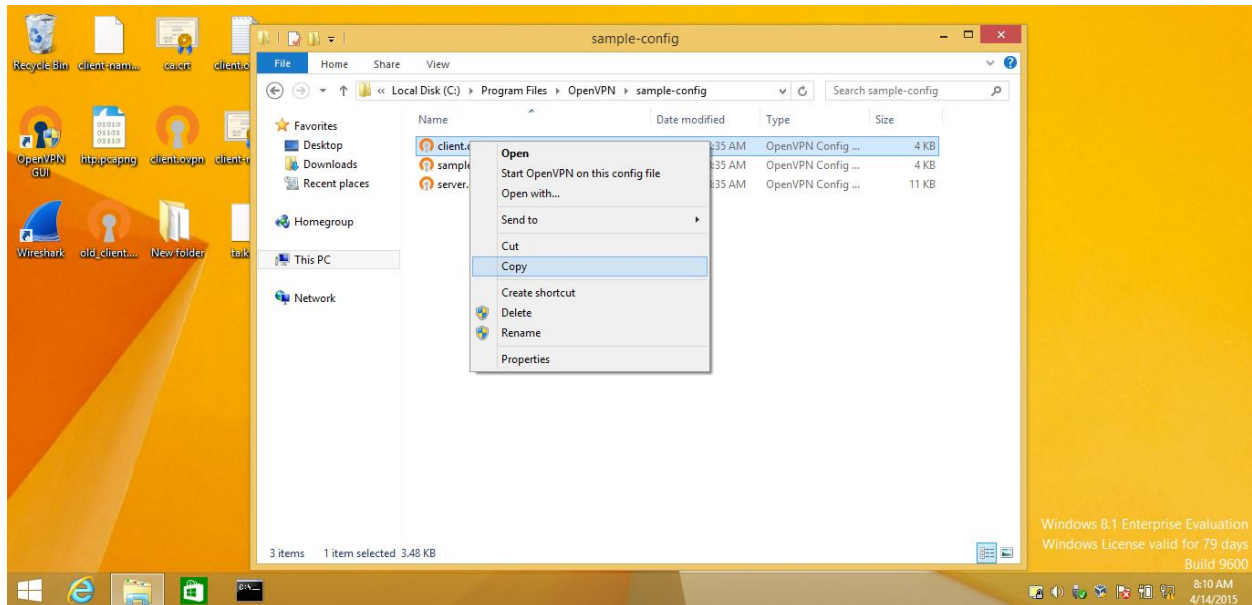 sample-config
File Home Share View
« Local Disk (C:) Program Files OpenVPN sample-config
Search sample-config
Recycle Bin client-nam... ca.crt
OpenVPN GUI http.pcapng client.ovpn
Wireshark old_client.... New folder ta.k
Favorites
Desktop
Downloads
Recent places
Homegroup
This PC
Network
Name Date modified Type Size
client. :35 AM OpenVPN Config ... 4 KB
sample :35 AM OpenVPN Config ... 4 KB
server. :35 AM OpenVPN Config ... 11 KB
Open
Start OpenVPN on this config file
Open with...
Send to
Cut
Copy
Create shortcut
Delete
Rename
Properties
3 items 1 item selected 3.48 KB
Windows 8.1 Enterprise Evaluation
Windows License valid for 79 days
Build 9600
8:10 AM
4/14/2015